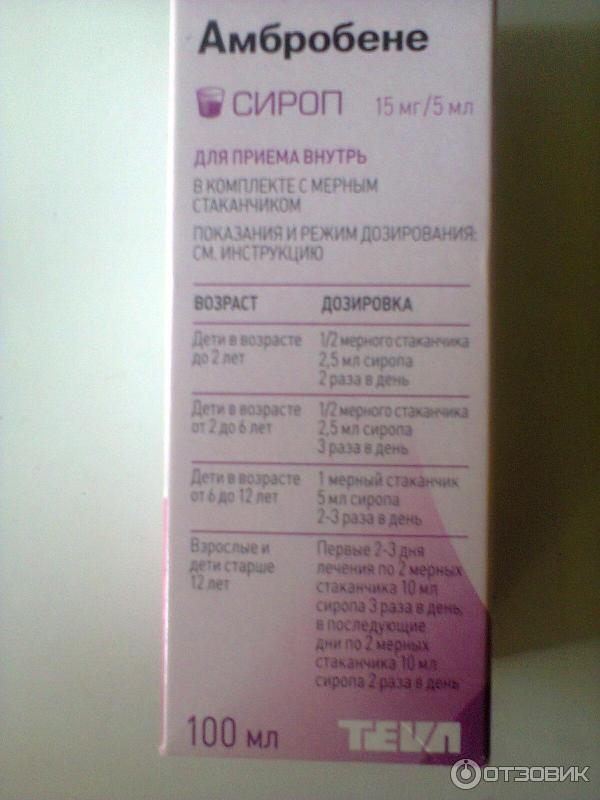 Амбробене
СИРОП 15 мг/5 мл
ДЛЯ ПРИЕМА ВНУТРЬ
В КОМПЛЕКТЕ С МЕРНЫМ
СТАКАНЧИКОМ
ПОКАЗАНИЯ И РЕЖИМ ДОЗИРОВАНИЯ:
СМ. ИНСТРУКЦИЮ
ВОЗРАСТ ДОЗИРОВКА
Дети в возрасте 1/2 мерного стаканчика
до 2 лет 2,5 мл сиропа
2 раза в день
Дети в возрасте 1/2 мерного стаканчика
от 2 до 6 лет 2,5 мл сиропа
3 раза в день
Дети в возрасте 1 мерный стаканчик
от 6 до 12 лет 5 мл сиропа
2-3 раза в день
Взрослые и Первые 2-3 дня
дети старше лечения по 2 мерных
12 лет стаканчика 10 мл
сиропа 3 раза в день,
в последующие
дни по 2 мерных
стаканчика 10 мл
сиропа 2 раза в день
100 мл TEVA
ОТЗОВИК